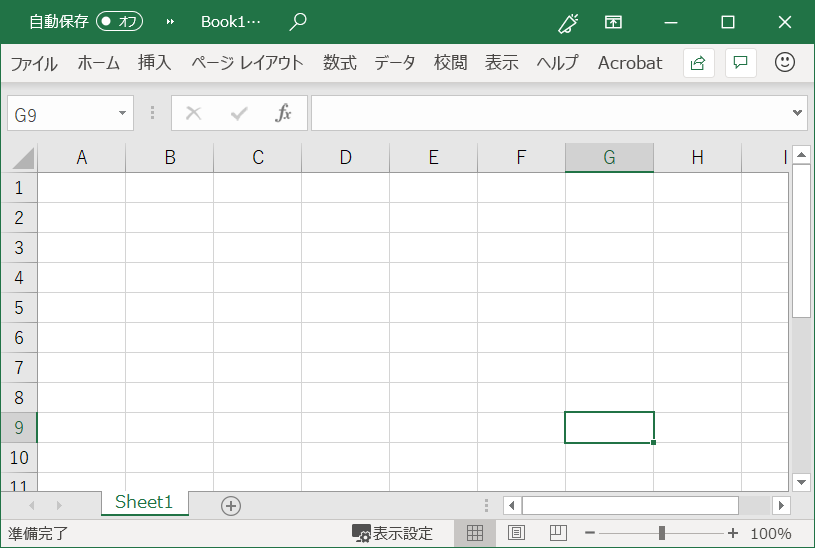 自動保存 オフ Book1…
ファイル ホーム 挿入 ページ レイアウト 数式 データ 校閲 表示 ヘルプ Acrobat
G9 fx
A B C D E F G H I
1
2
3
4
5
6
7
8
9
10
11
Sheet1
準備完了 表示設定 100%